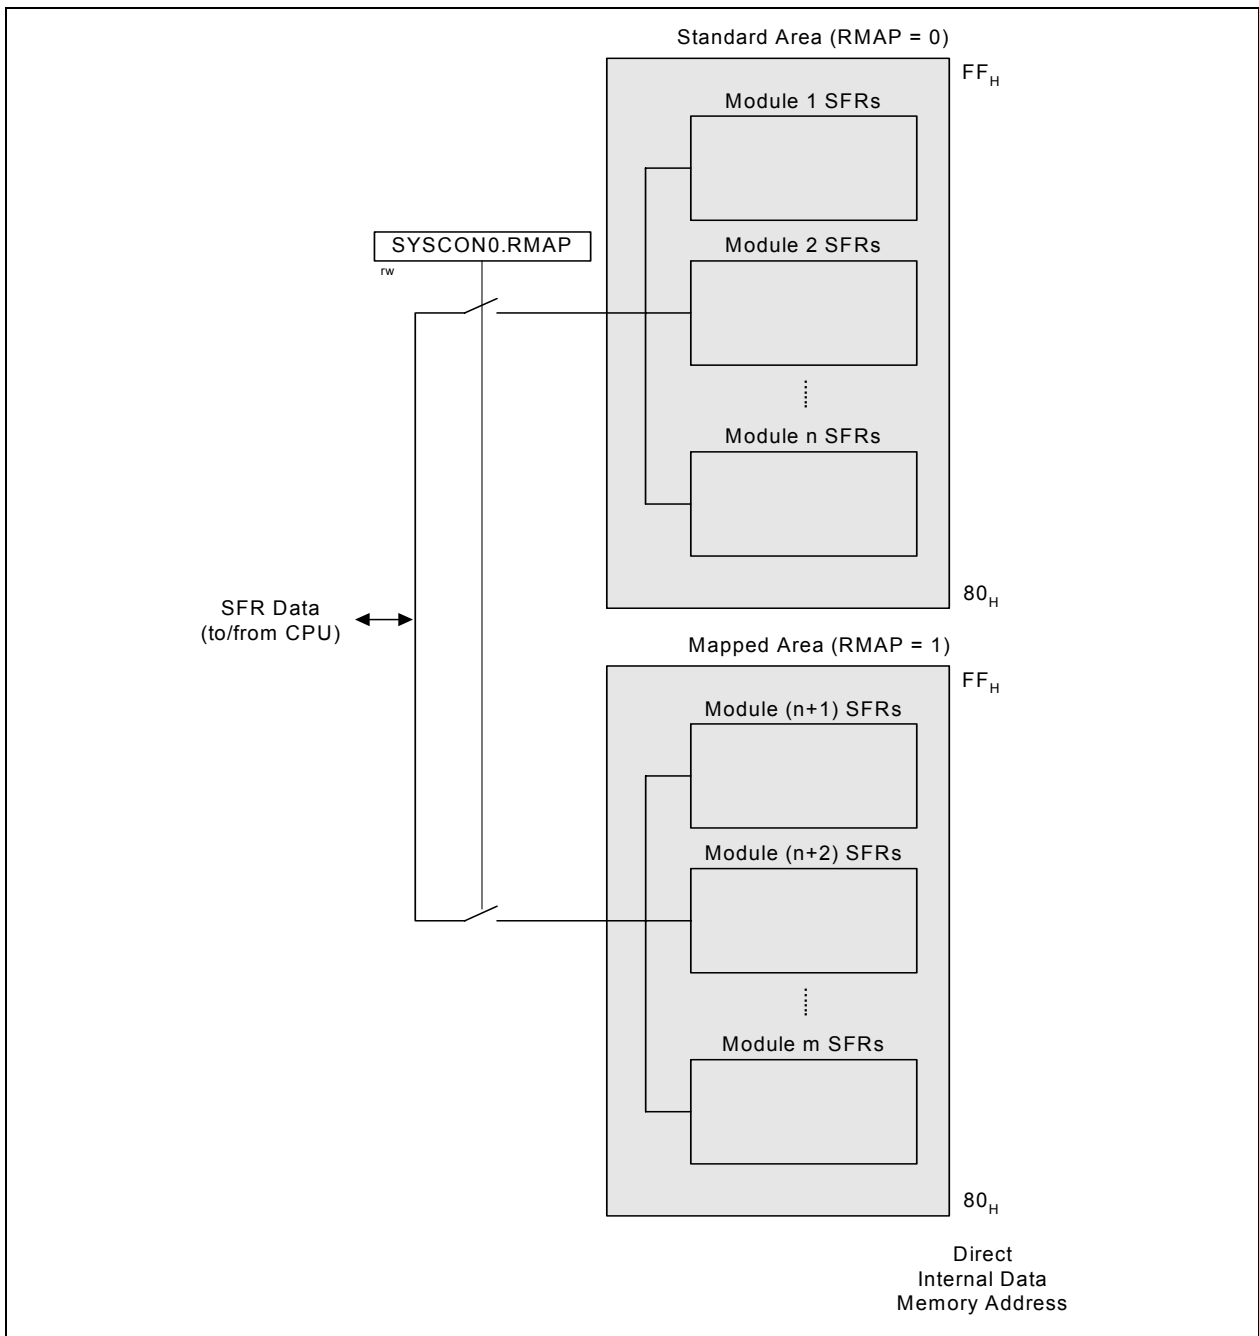 Standard Area (RMAP = 0)
FFH
Module 1 SFRs
SYSCON0.RMAP
rw
Module 2 SFRs
Module n SFRs
80H
SFR Data
(to/from CPU)
Mapped Area (RMAP = 1)
FFH
Module (n+1) SFRs
Module (n+2) SFRs
Module m SFRs
80H
Direct
Internal Data
Memory Address